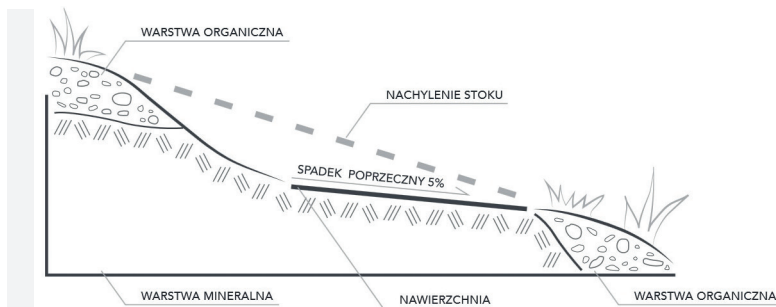 WARSTWA ORGANICZNA
NACHYLENIE STOKU
SPADEK POPRZECZNY 5%
WARSTWA MINERALNA
NAWIERZCHNIA
WARSTWA ORGANICZNA